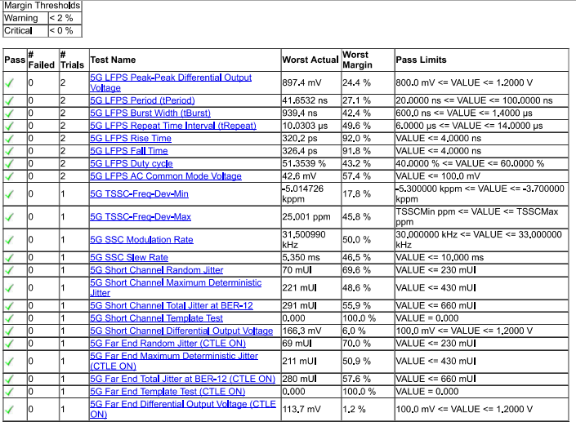 Margin Thresholds
Warning < 2 %
Critical < 0 %
Pass # Failed # Trials Test Name Worst Actual Worst Margin Pass Limits
0 2 5G LFPS Peak-Peak Differential Output Voltage 897.4 mV 24.4 % 800.0 mV <= VALUE <= 1.2000 V
0 2 5G LFPS Period (tPeriod) 41.6532 ns 27.1 % 20.0000 ns <= VALUE <= 100.0000 ns
0 2 5G LFPS Burst Width (tBurst) 939.4 ns 42.4 % 600.0 ns <= VALUE <= 1.4000 µs
0 2 5G LFPS Repeat Time Interval (tRepeat) 10.0303 µs 49.6 % 6.0000 µs <= VALUE <= 14.0000 µs
0 2 5G LFPS Rise Time 320.2 ps 92.0 % VALUE <= 4.0000 ns
0 2 5G LFPS Fall Time 326.4 ps 91.8 % VALUE <= 4.0000 ns
0 2 5G LFPS Duty cycle 51.3539 % 43.2 % 40.0000 % <= VALUE <= 60.0000 %
0 2 5G LFPS AC Common Mode Voltage 42.6 mV 57.4 % VALUE <= 100.0 mV
0 1 5G TSSC-Freq-Dev-Min -5.014726 kppm 17.8 % -5.300000 kppm <= VALUE <= -3.700000 kppm
0 1 5G TSSC-Freq-Dev-Max 25.001 ppm 45.8 % TSSCMin ppm <= VALUE <= TSSCMax ppm
0 1 5G SSC Modulation Rate 31.500990 kHz 50.0 % 30.000000 kHz <= VALUE <= 33.000000 kHz
0 1 5G SSC Slew Rate 5.350 ms 46.5 % VALUE <= 10.000 ms
0 1 5G Short Channel Random Jitter 70 mUI 69.6 % VALUE <= 230 mUI
0 1 5G Short Channel Maximum Deterministic Jitter 221 mUI 48.6 % VALUE <= 430 mUI
0 1 5G Short Channel Total Jitter at BER-12 291 mUI 55.9 % VALUE <= 660 mUI
0 1 5G Short Channel Template Test 0.000 100.0 % VALUE = 0.000
0 1 5G Short Channel Differential Output Voltage 166.3 mV 6.0 % 100.0 mV <= VALUE <= 1.2000 V
0 1 5G Far End Random Jitter (CTLE ON) 69 mUI 70.0 % VALUE <= 230 mUI
0 1 5G Far End Maximum Deterministic Jitter (CTLE ON) 211 mUI 50.9 % VALUE <= 430 mUI
0 1 5G Far End Total Jitter at BER-12 (CTLE ON) 280 mUI 57.6 % VALUE <= 660 mUI
0 1 5G Far End Template Test (CTLE ON) 0.000 100.0 % VALUE = 0.000
0 1 5G Far End Differential Output Voltage (CTLE ON) 113.7 mV 1.2 % 100.0 mV <= VALUE <= 1.2000 V